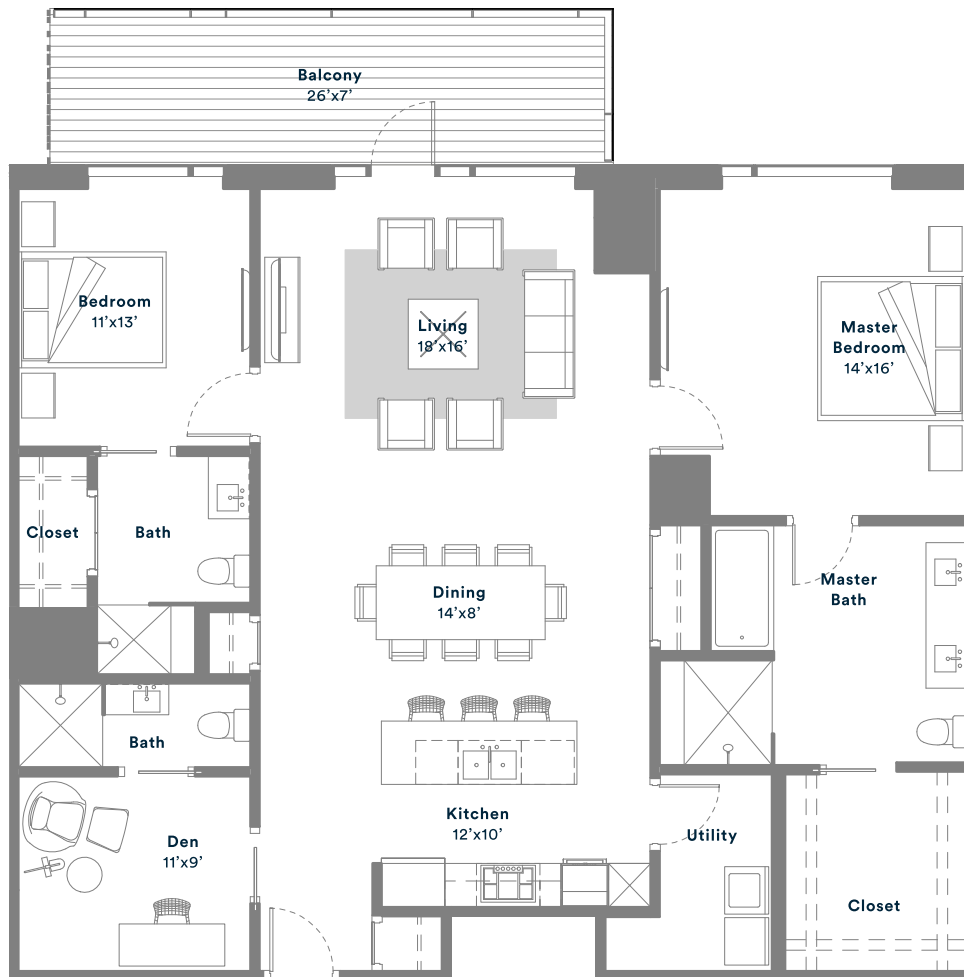 Balcony
26’x7’
Bedroom
11’x13’
Living
18’x16’
Master
Bedroom
14’x16’
Closet
Bath
Dining
14’x8’
Master
Bath
Bath
Kitchen
12’x10’
Utility
Den
11’x9’
Closet